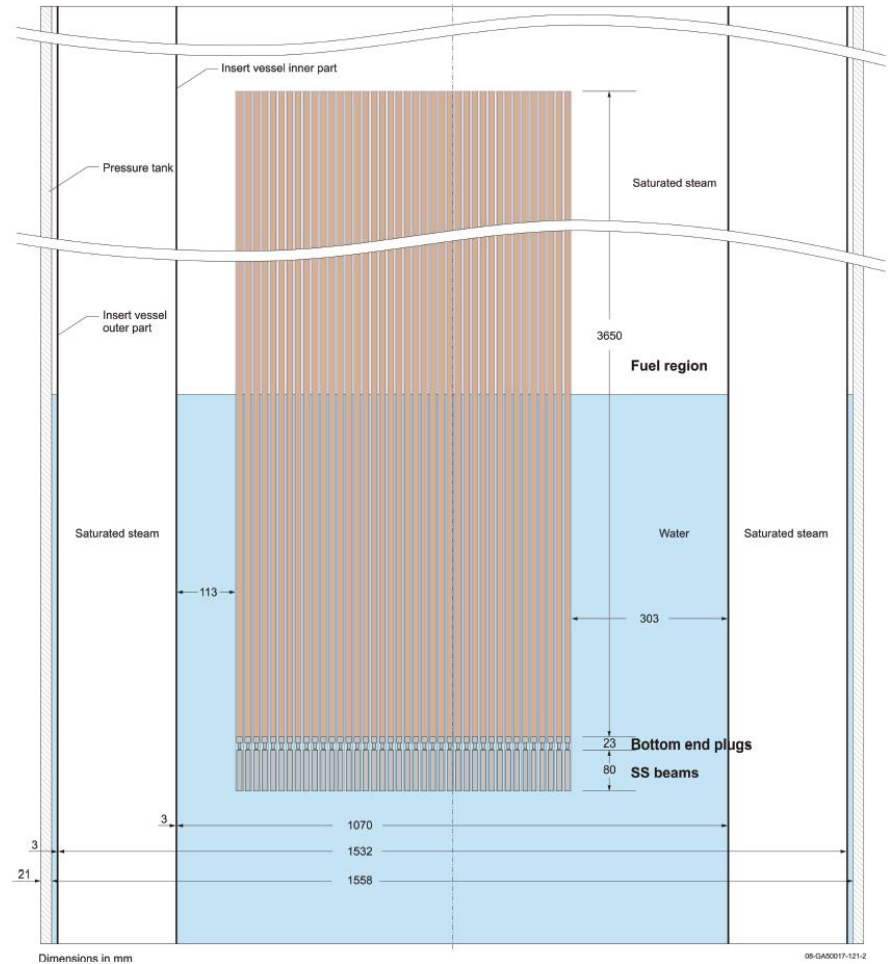 Insert vessel inner part
Pressure tank
Saturated steam
Insert vessel
outer part
3650
Fuel region
Saturated steam
Water
Saturated steam
113
303
23
Bottom end plugs
80
SS beams
3
1070
3
1532
21
1558
Dimensions in mm
08-GA50017-121-2